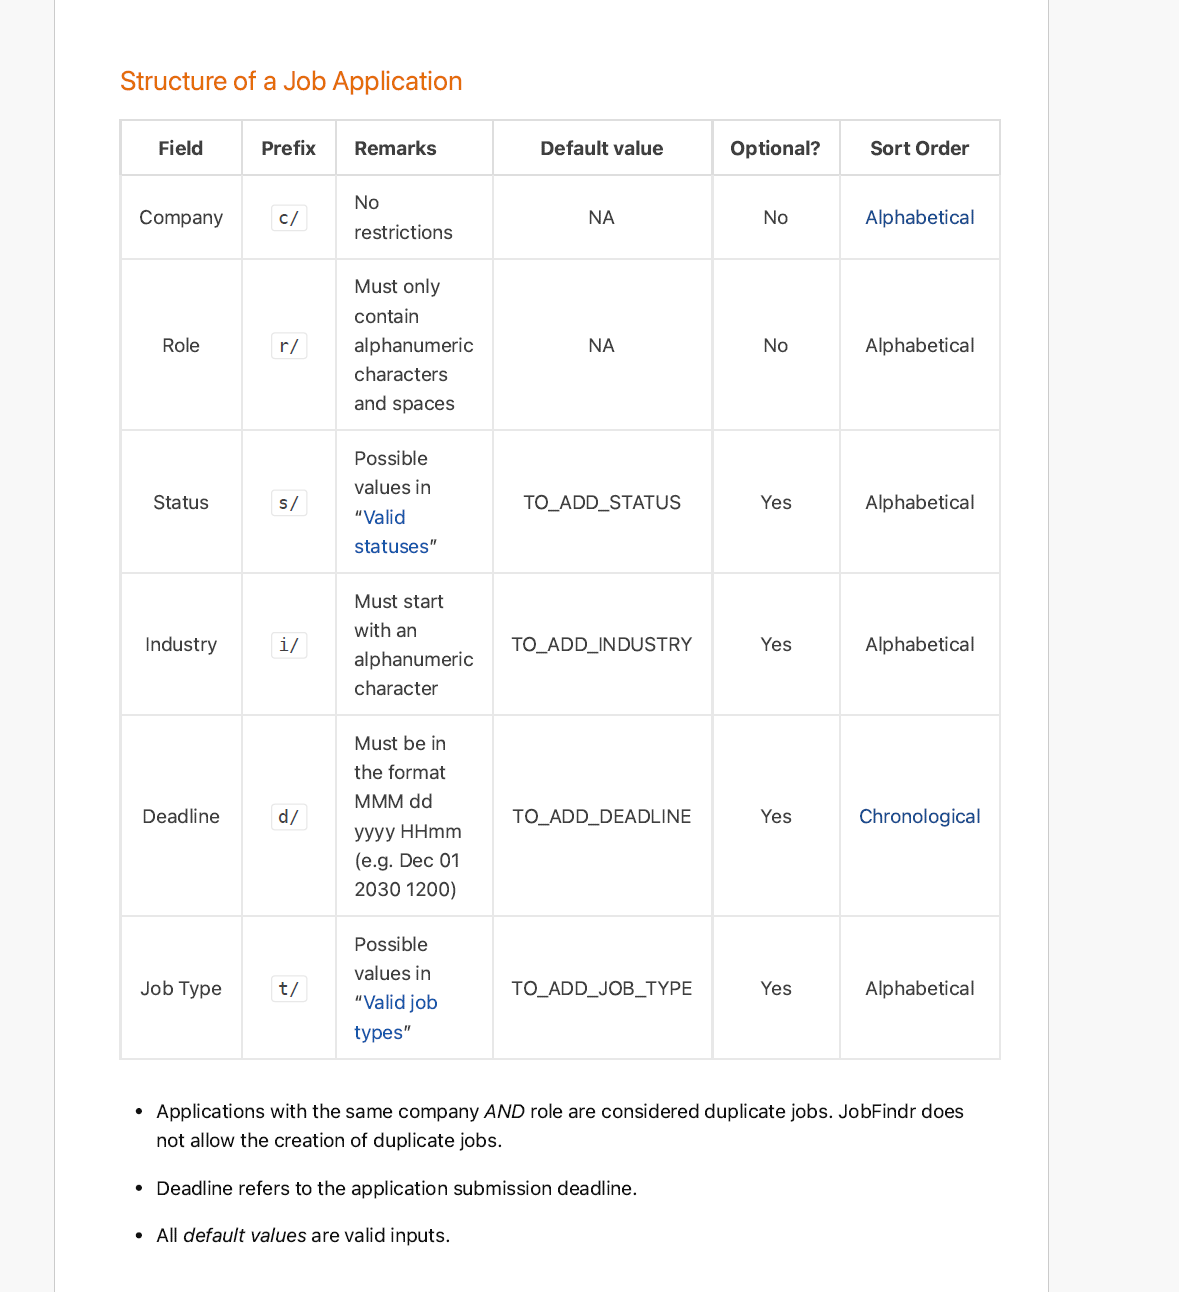 Structure of a Job Application
Field Prefix Remarks Default value Optional? Sort Order
Company c/ No restrictions NA No Alphabetical
Role r/ Must only contain alphanumeric characters and spaces NA No Alphabetical
Status s/ Possible values in “Valid statuses” TO_ADD_STATUS Yes Alphabetical
Industry i/ Must start with an alphanumeric character TO_ADD_INDUSTRY Yes Alphabetical
Deadline d/ Must be in the format MMM dd yyyy HHmm (e.g. Dec 01 2030 1200) TO_ADD_DEADLINE Yes Chronological
Job Type t/ Possible values in “Valid job types” TO_ADD_JOB_TYPE Yes Alphabetical
• Applications with the same company AND role are considered duplicate jobs. JobFindr does
not allow the creation of duplicate jobs.
• Deadline refers to the application submission deadline.
• All default values are valid inputs.